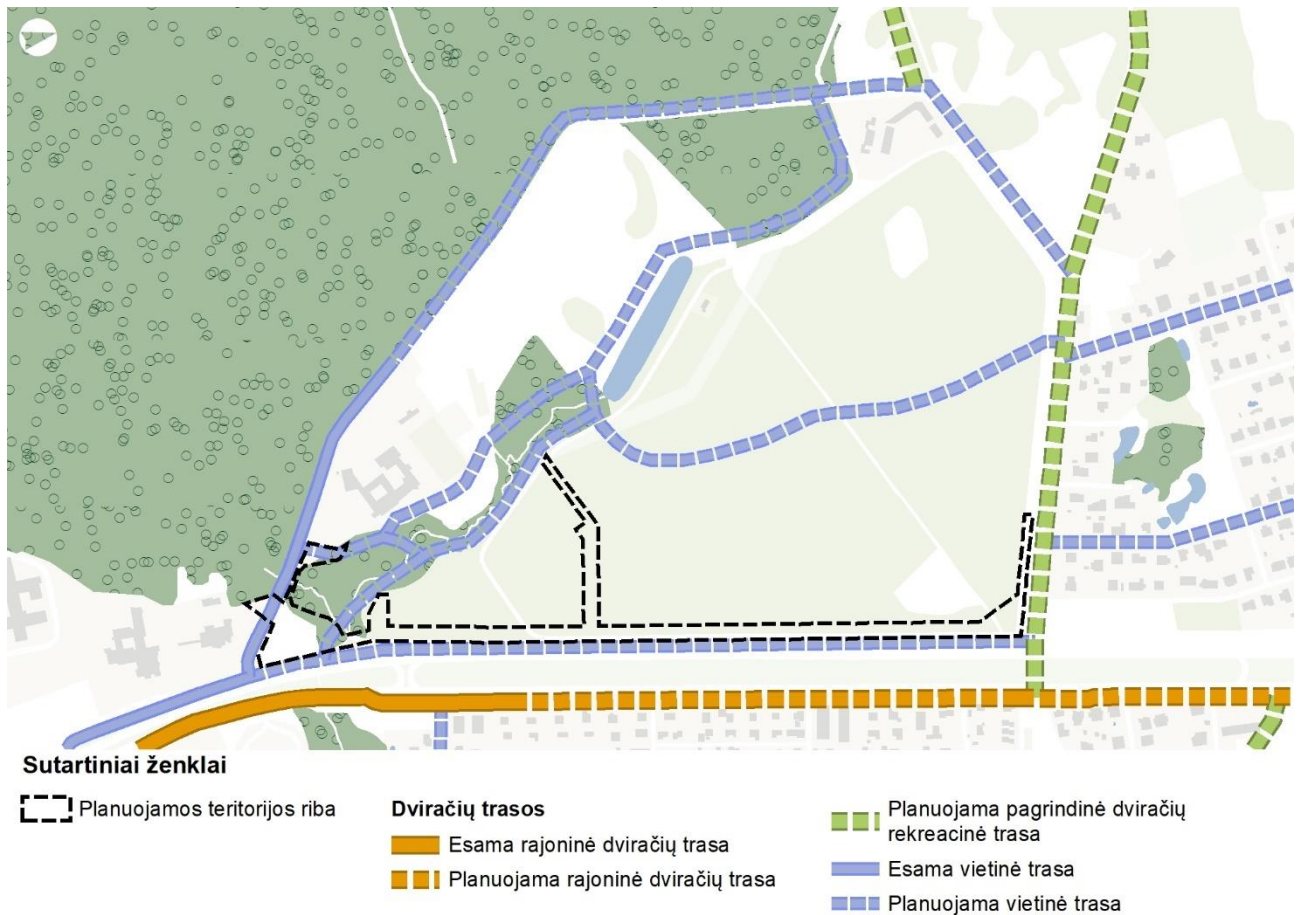 Sutartiniai ženklai
Planuojamos teritorijos riba
Dviračių trasos
Esama rajoninė dviračių trasa
Planuojama rajoninė dviračių trasa
Planuojama pagrindinė dviračių
rekreacinė trasa
Esama vietinė trasa
Planuojama vietinė trasa